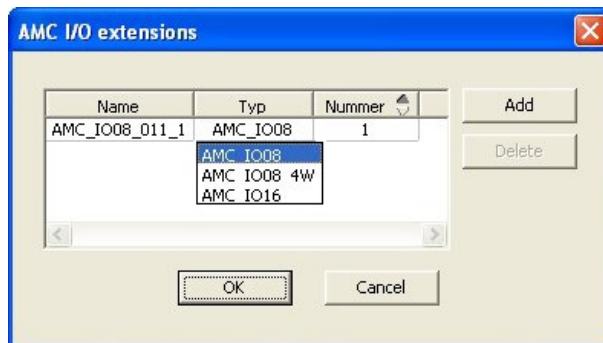 AMC I/O extensions
Name Typ Nummer Add
AMC_IO08_011_1 AMC_IO08 1
Delete
AMC_IO08
AMC_IO08_4W
AMC_IO16
OK Cancel